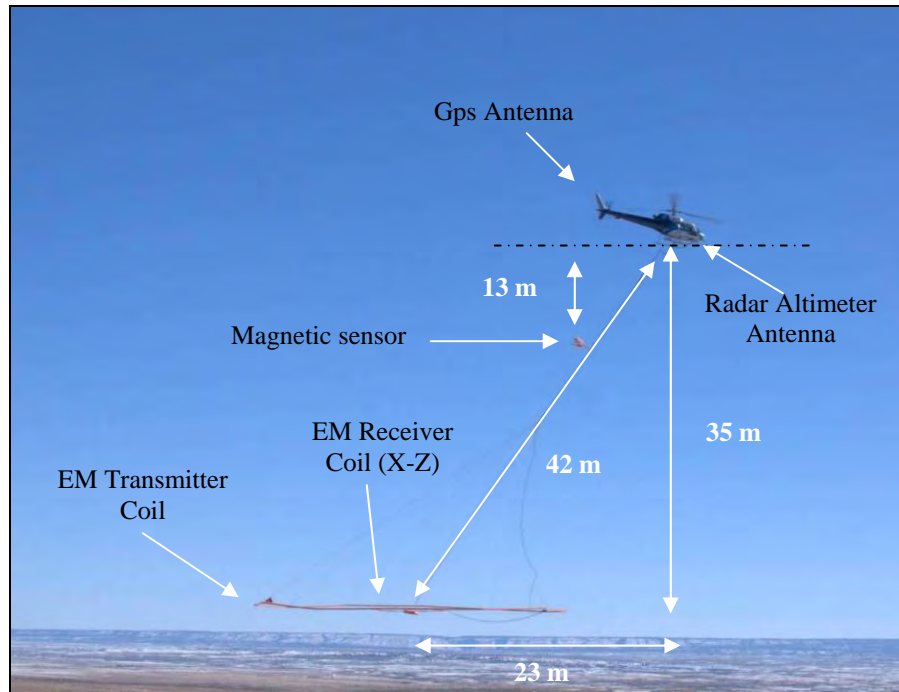 Gps Antenna
13 m
Radar Altimeter
Antenna
Magnetic sensor
35 m
EM Receiver
Coil (X-Z)
42 m
EM Transmitter
Coil
23 m